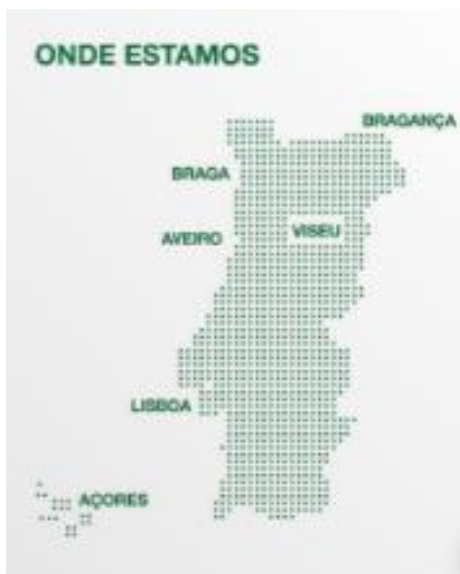 ONDE ESTAMOS
BRAGANÇA
BRAGA
VISEU
AVEIRO
LISBOA
AÇORES